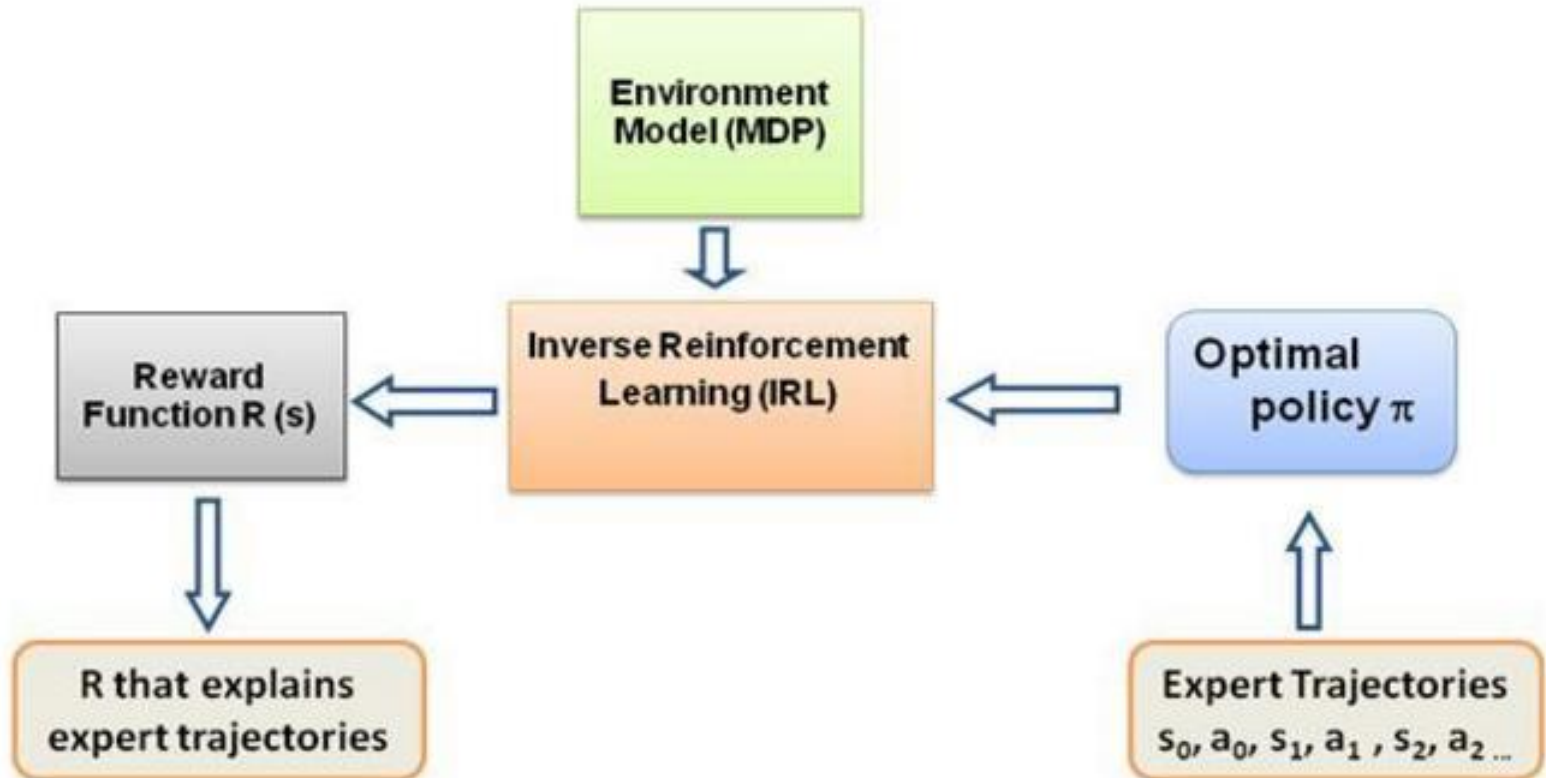 Environment
Model (MDP)
Inverse Reinforcement
Learning (IRL)
Reward
Function R (s)
Optimal
policy π
R that explains
expert trajectories
Expert Trajectories
s₀, a₀, s₁, a₁ , s₂, a₂ ...